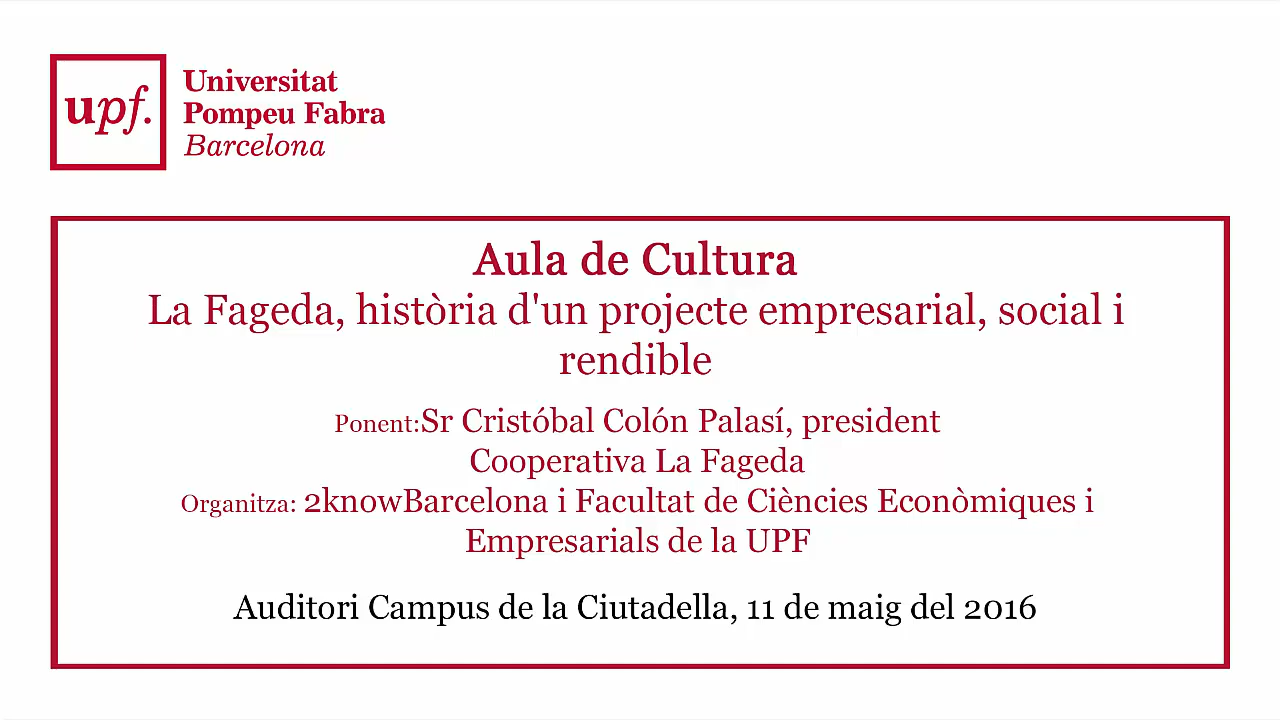 upf.
Universitat
Pompeu Fabra
Barcelona
Aula de Cultura
La Fageda, història d'un projecte empresarial, social i
rendible
Ponent:Sr Cristóbal Colón Palasí, president
Cooperativa La Fageda
Organitza: 2knowBarcelona i Facultat de Ciències Econòmiques i
Empresarials de la UPF
Auditori Campus de la Ciutadella, 11 de maig del 2016